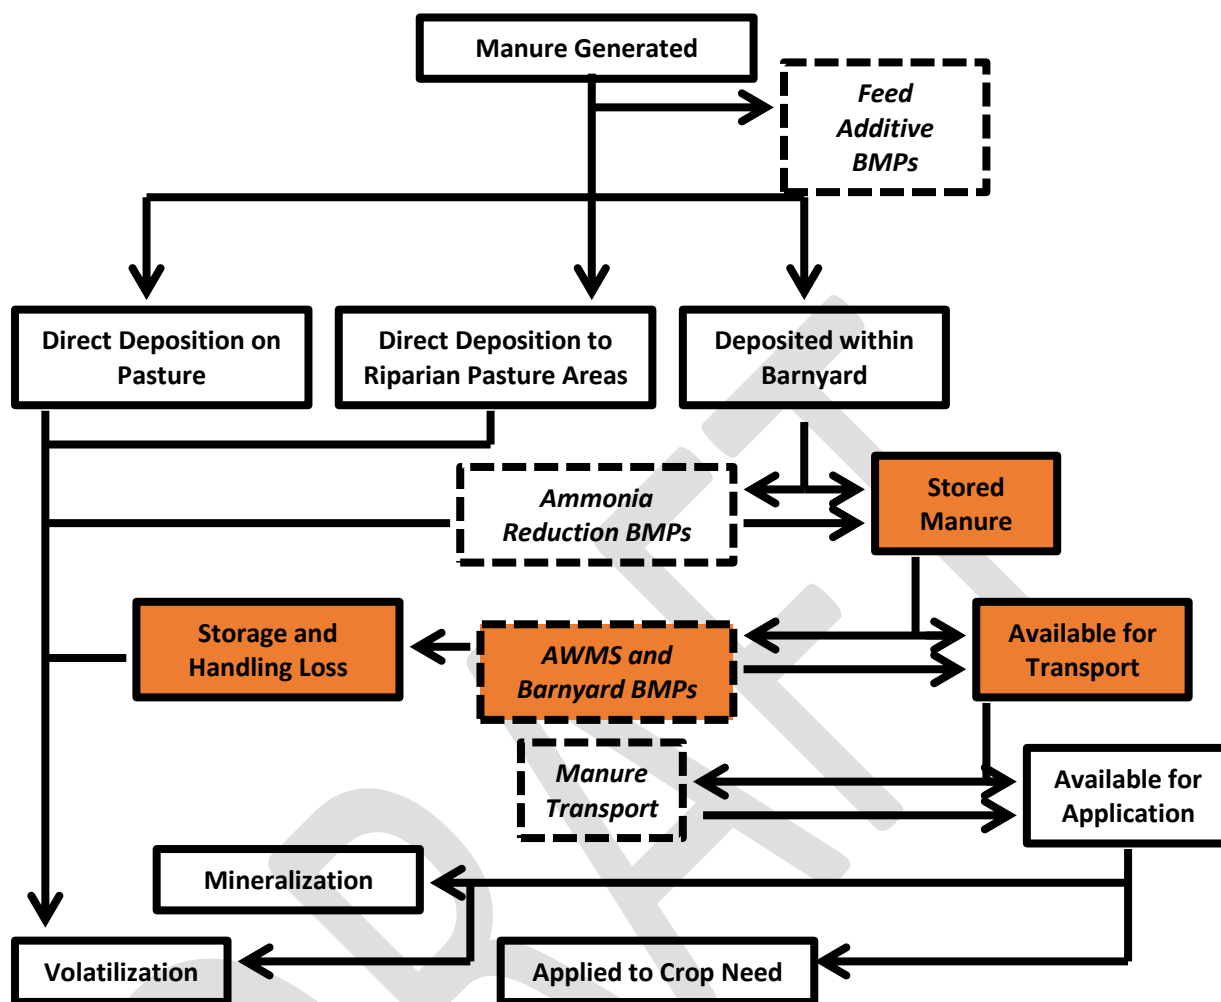 Manure Generated
Feed
Additive
BMPs
Direct Deposition on
Pasture
Direct Deposition to
Riparian Pasture Areas
Deposited within
Barnyard
Ammonia
Reduction BMPs
Stored
Manure
Storage and
Handling Loss
AWMS and
Barnyard BMPs
Available for
Transport
Manure
Transport
Available for
Application
Mineralization
Volatilization
Applied to Crop Need
DRAFT